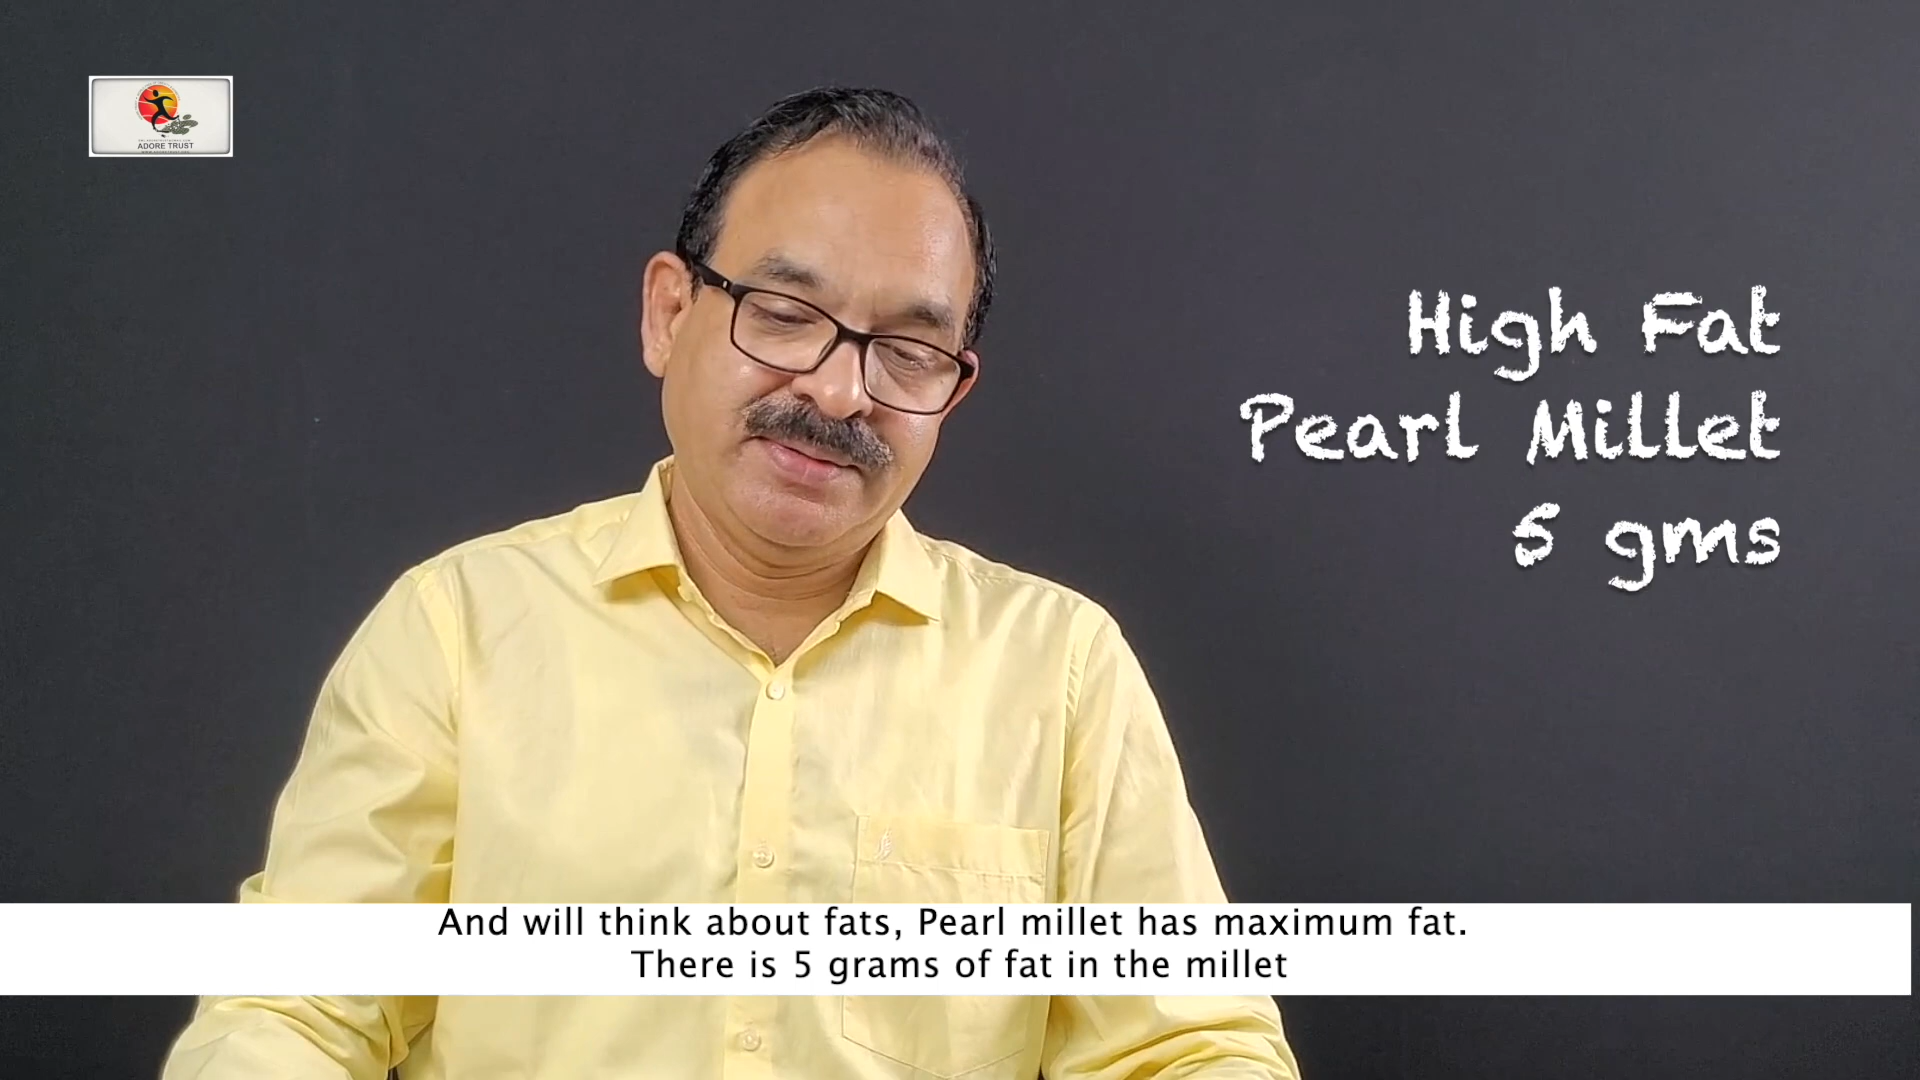 ADORE TRUST
High Fat
Pearl Millet
5 gms
And will think about fats, Pearl millet has maximum fat.
There is 5 grams of fat in the millet